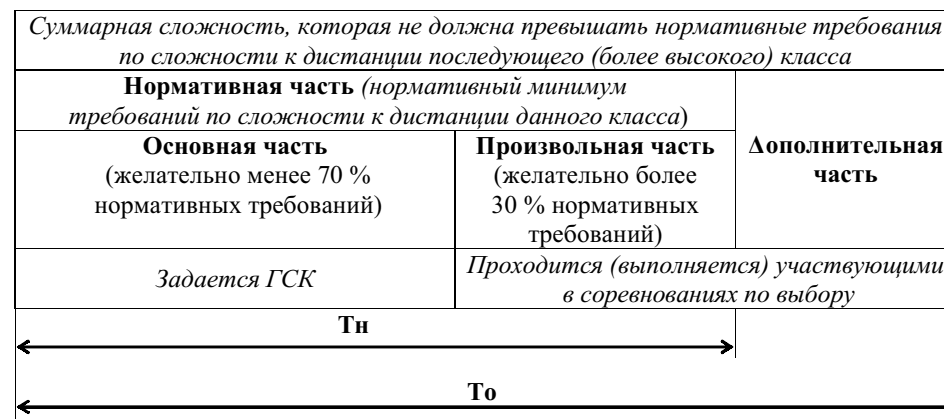 Суммарная сложность, которая не должна превышать нормативные требования
по сложности к дистанции последующего (более высокого) класса
Нормативная часть (нормативный минимум
требований по сложности к дистанции данного класса)
Основная часть
(желательно менее 70 %
нормативных требований)
Произвольная часть
(желательно более
30 % нормативных
требований)
Дополнительная
часть
Задается ГСК
Проходится (выполняется) участвующими
в соревнованиях по выбору
Тн
То